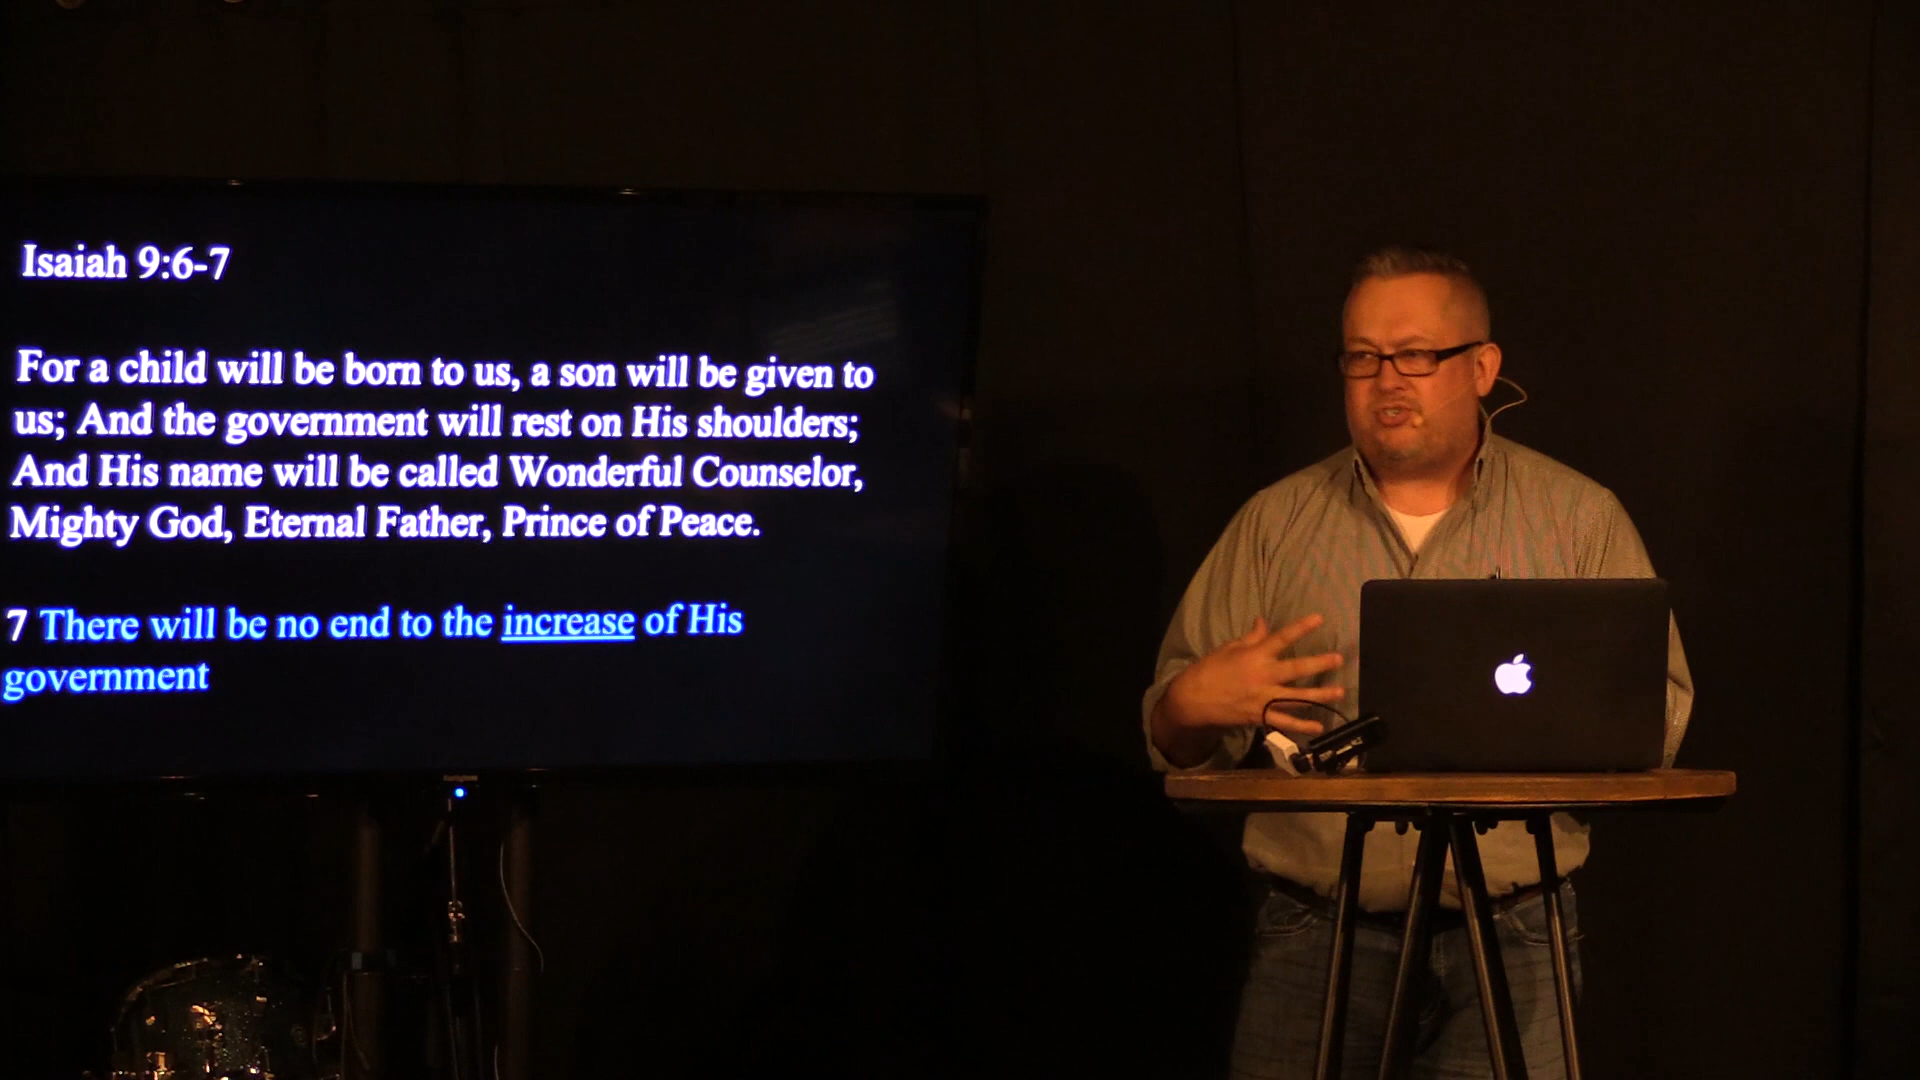 Isaiah 9:6-7
For a child will be born to us, a son will be given to
us; And the government will rest on His shoulders;
And His name will be called Wonderful Counselor,
Mighty God, Eternal Father, Prince of Peace.
7 There will be no end to the increase of His
government